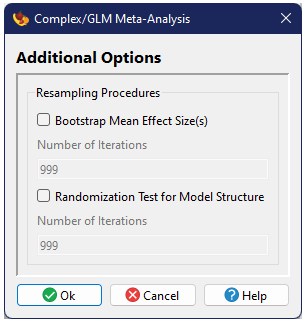 Complex/GLM Meta-Analysis
Additional Options
Resampling Procedures
Bootstrap Mean Effect Size(s)
Number of Iterations
999
Randomization Test for Model Structure
Number of Iterations
999
Ok Cancel Help